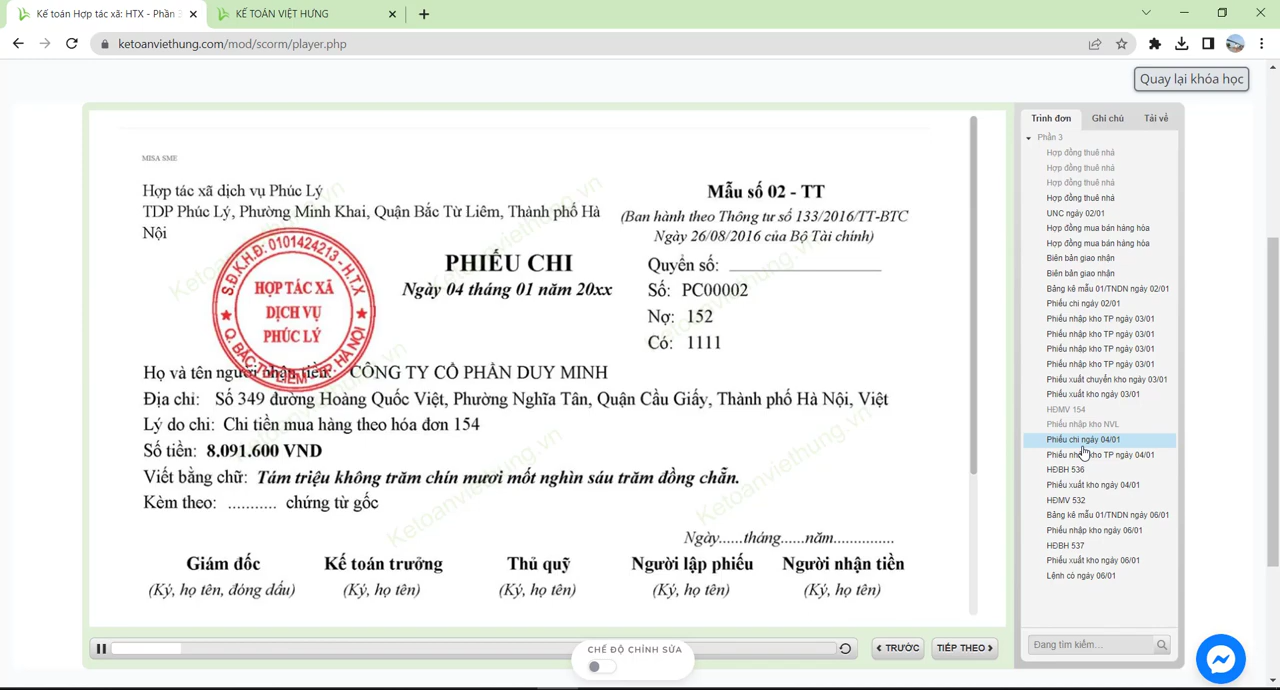 Kế toán Hợp tác xã: HTX - Phần 3
KẾ TOÁN VIỆT HƯNG
ketoanviethung.com/mod/scorm/player.php
Quay lại khóa học
MISA SME
Hợp tác xã dịch vụ Phúc Lý
TDP Phúc Lý, Phường Minh Khai, Quận Bắc Từ Liêm, Thành phố Hà
Nội
Mẫu số 02 - TT
(Ban hành theo Thông tư số 133/2016/TT-BTC
Ngày 26/08/2016 của Bộ Tài chính)
PHIẾU CHI
Ngày 04 tháng 01 năm 20xx
Quyển số:
Số: PC00002
Nợ: 152
Có: 1111
S.Đ.K.H.Đ: 0101424213 - H.T.X
HỢP TÁC XÃ
DỊCH VỤ
PHÚC LÝ
Q. BẮC TỪ LIÊM - TP. HÀ NỘI
Họ và tên người nhận tiền: CÔNG TY CỔ PHẦN DUY MINH
Địa chỉ: Số 349 đường Hoàng Quốc Việt, Phường Nghĩa Tân, Quận Cầu Giấy, Thành phố Hà Nội, Việt
Lý do chi: Chi tiền mua hàng theo hóa đơn 154
Số tiền: 8.091.600 VND
Viết bằng chữ: Tám triệu không trăm chín mươi mốt nghìn sáu trăm đồng chẵn.
Kèm theo: ........... chứng từ gốc
Ngày......tháng......năm..............
Giám đốc Kế toán trưởng Thủ quỹ Người lập phiếu Người nhận tiền
(Ký, họ tên, đóng dấu) (Ký, họ tên) (Ký, họ tên) (Ký, họ tên) (Ký, họ tên)
Ketoanviethung.vn
Ketoanviethung.vn
TRƯỚC
TIẾP THEO
CHẾ ĐỘ CHỈNH SỬA
Trình đơn Ghi chú Tải về
Phần 3
Hợp đồng thuê nhà
Hợp đồng thuê nhà
Hợp đồng thuê nhà
Hợp đồng thuê nhà
UNC ngày 02/01
Hợp đồng mua bán hàng hóa
Hợp đồng mua bán hàng hóa
Biên bản giao nhận
Biên bản giao nhận
Bảng kê mẫu 01/TNDN ngày 02/01
Phiếu chi ngày 02/01
Phiếu nhập kho TP ngày 03/01
Phiếu nhập kho TP ngày 03/01
Phiếu nhập kho TP ngày 03/01
Phiếu nhập kho TP ngày 03/01
Phiếu xuất chuyển kho ngày 03/01
Phiếu xuất kho ngày 03/01
HĐMV 154
Phiếu nhập kho NVL
Phiếu chi ngày 04/01
Phiếu nhập kho TP ngày 04/01
HĐBH 536
Phiếu xuất kho ngày 04/01
HĐMV 532
Bảng kê mẫu 01/TNDN ngày 06/01
Phiếu nhập kho ngày 06/01
HĐBH 537
Phiếu xuất kho ngày 06/01
Lệnh có ngày 06/01
Đang tìm kiếm...